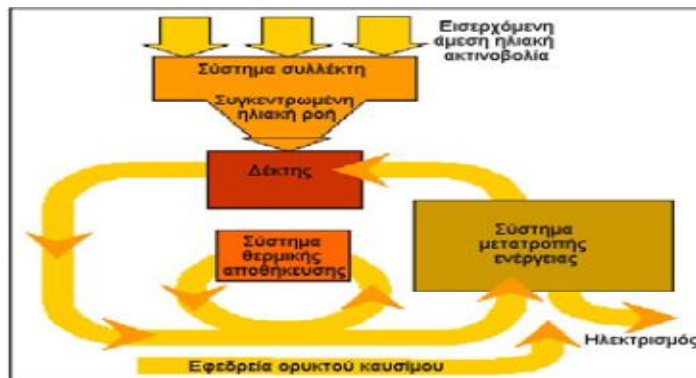 Εισερχόμενη
άμεση ηλιακή
ακτινοβολία
Σύστημα συλλέκτη
Συγκεντρωμένη
ηλιακή ροή
Δέκτης
Σύστημα
θερμικής
αποθήκευσης
Σύστημα
μετατροπής
ενέργειας
Ηλεκτρισμός
Εφεδρεία ορυκτού καυσίμου